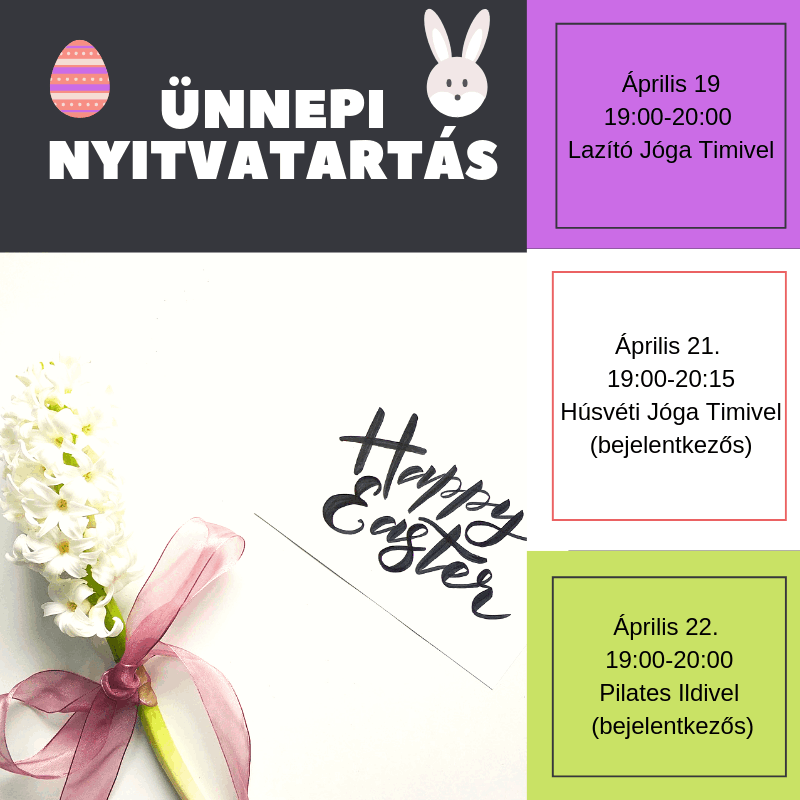 ÜNNEPI
NYITVATARTÁS
Április 19
19:00-20:00
Lazító Jóga Timivel
Április 21.
19:00-20:15
Húsvéti Jóga Timivel
(bejelentkezős)
Happy
Easter
Április 22.
19:00-20:00
Pilates Ildivel
(bejelentkezős)